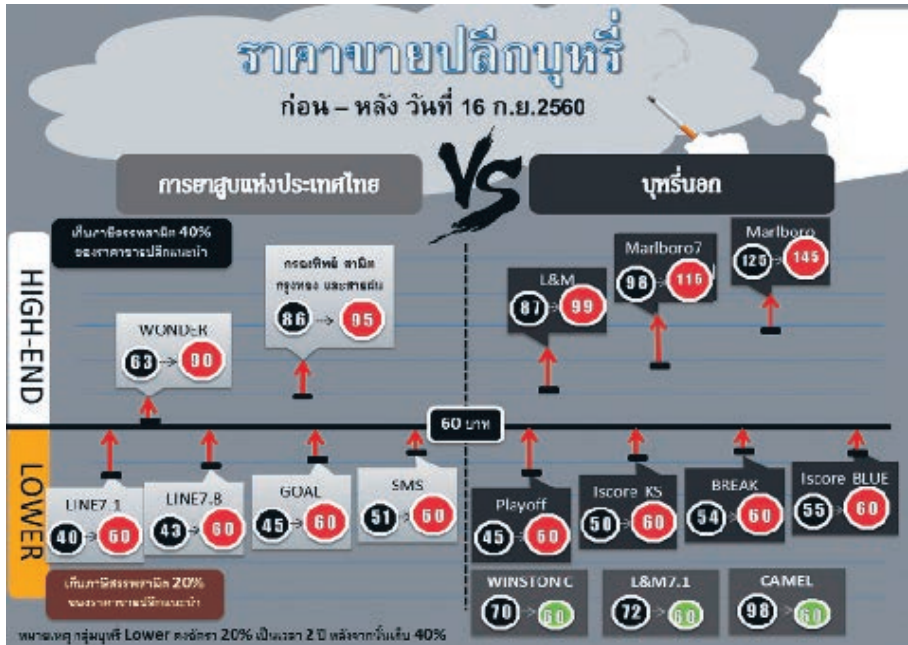 ราคาขายปลีกบุหรี่
ก่อน – หลัง วันที่ 16 ก.ย.2560
การยาสูบแห่งประเทศไทย
VS
บุหรี่นอก
HIGH-END
เก็บภาษีสรรพสามิต 40%
ของราคาขายปลีกแนะนำ
WONDER
63 → 90
กรองทิพย์ สามิต
กรุงทอง และสายฝน
86 → 95
L&M
87 → 99
Marlboro7
98 → 115
Marlboro
125 → 145
60 บาท
LOWER
LINE7.1
40 → 60
LINE7.8
43 → 60
GOAL
45 → 60
SMS
51 → 60
Playoff
45 → 60
Iscore KS
50 → 60
BREAK
54 → 60
Iscore BLUE
55 → 60
WINSTON C
70 → 60
L&M7.1
72 → 60
CAMEL
98 → 60
เก็บภาษีสรรพสามิต 20%
ของราคาขายปลีกแนะนำ
หมายเหตุ กลุ่มบุหรี่ Lower คงอัตรา 20% เป็นเวลา 2 ปี หลังจากนั้นเก็บ 40%